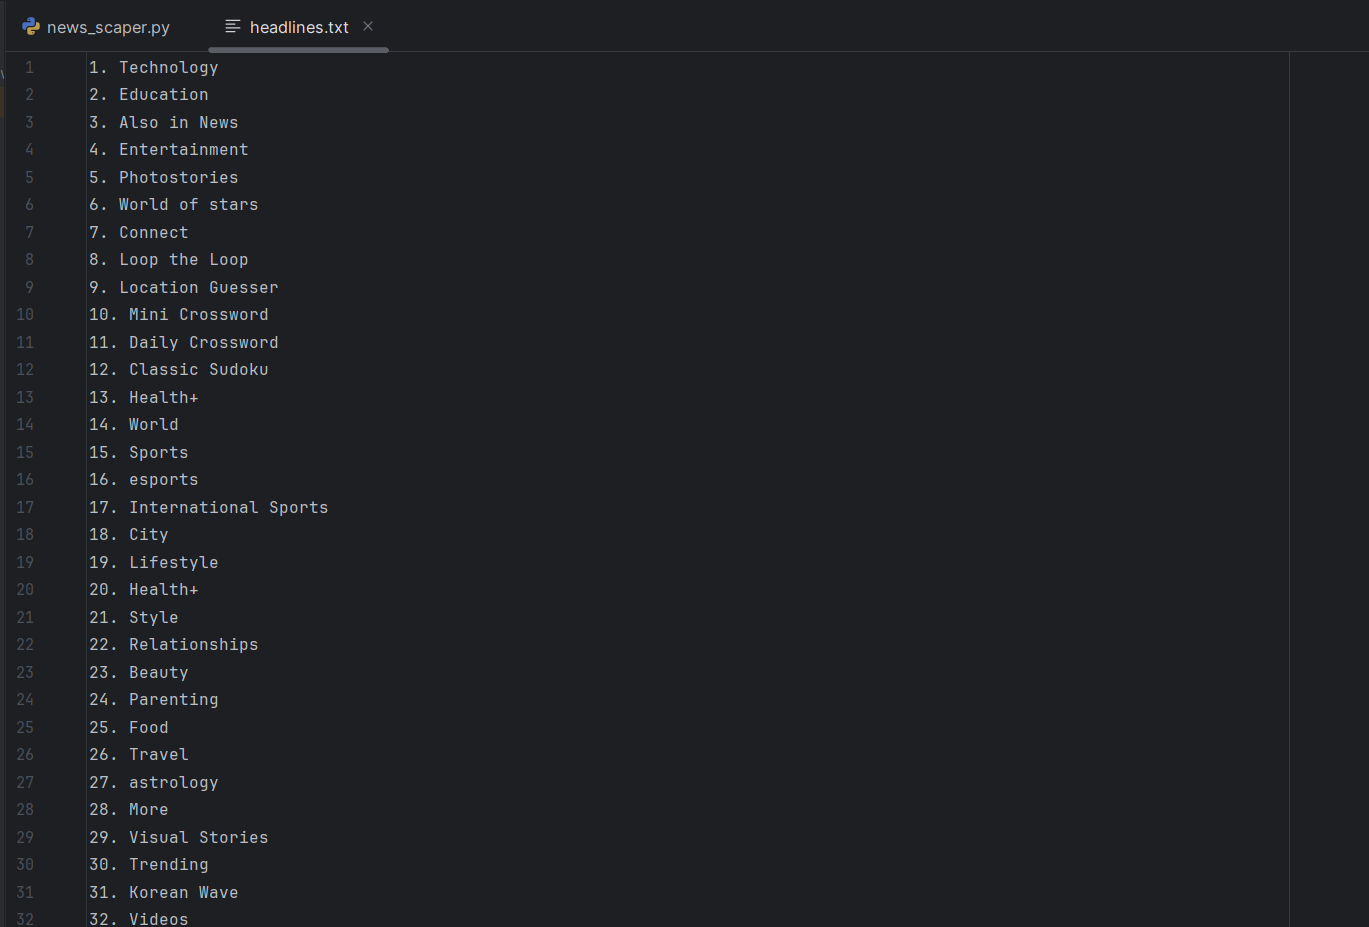 news_scaper.py headlines.txt
1 1. Technology
2 2. Education
3 3. Also in News
4 4. Entertainment
5 5. Photostories
6 6. World of stars
7 7. Connect
8 8. Loop the Loop
9 9. Location Guesser
10 10. Mini Crossword
11 11. Daily Crossword
12 12. Classic Sudoku
13 13. Health+
14 14. World
15 15. Sports
16 16. esports
17 17. International Sports
18 18. City
19 19. Lifestyle
20 20. Health+
21 21. Style
22 22. Relationships
23 23. Beauty
24 24. Parenting
25 25. Food
26 26. Travel
27 27. astrology
28 28. More
29 29. Visual Stories
30 30. Trending
31 31. Korean Wave
32 32. Videos